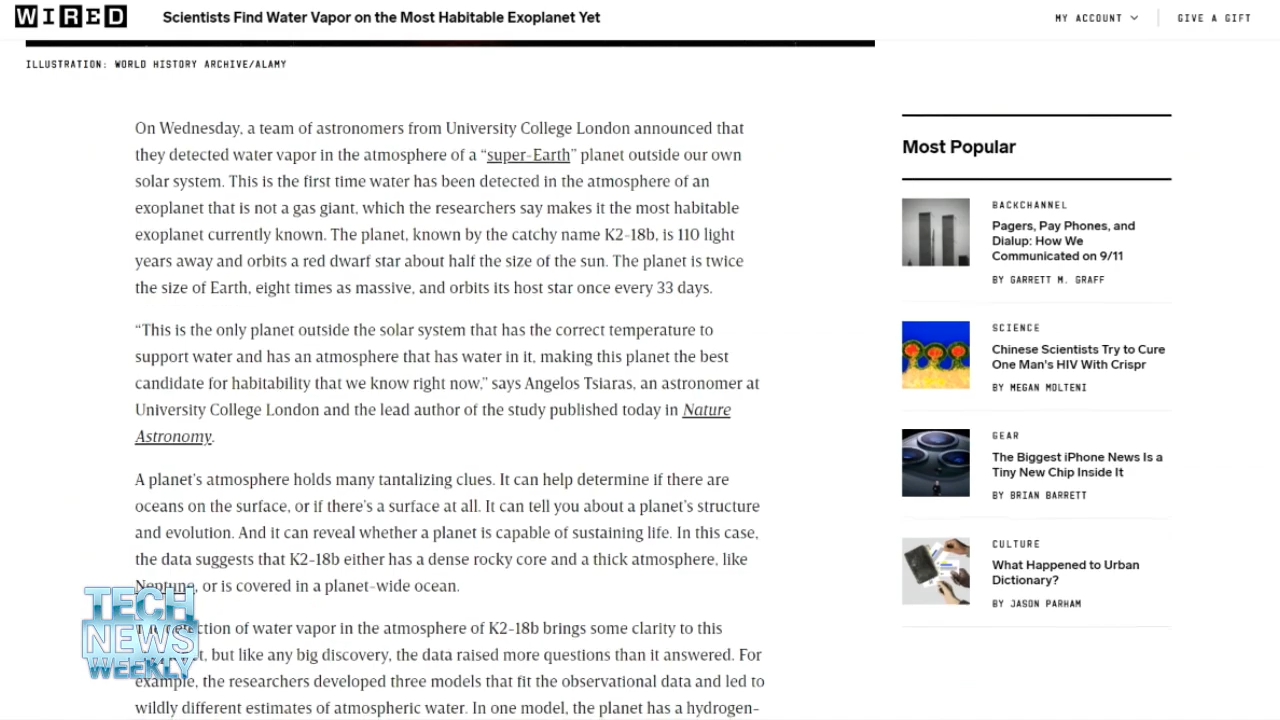 WIRED
Scientists Find Water Vapor on the Most Habitable Exoplanet Yet
MY ACCOUNT
GIVE A GIFT
ILLUSTRATION: WORLD HISTORY ARCHIVE/ALAMY
On Wednesday, a team of astronomers from University College London announced that
they detected water vapor in the atmosphere of a “super-Earth” planet outside our own
solar system. This is the first time water has been detected in the atmosphere of an
exoplanet that is not a gas giant, which the researchers say makes it the most habitable
exoplanet currently known. The planet, known by the catchy name K2-18b, is 110 light
years away and orbits a red dwarf star about half the size of the sun. The planet is twice
the size of Earth, eight times as massive, and orbits its host star once every 33 days.
“This is the only planet outside the solar system that has the correct temperature to
support water and has an atmosphere that has water in it, making this planet the best
candidate for habitability that we know right now,” says Angelos Tsiaras, an astronomer at
University College London and the lead author of the study published today in Nature
Astronomy.
A planet’s atmosphere holds many tantalizing clues. It can help determine if there are
oceans on the surface, or if there’s a surface at all. It can tell you about a planet’s structure
and evolution. And it can reveal whether a planet is capable of sustaining life. In this case,
the data suggests that K2-18b either has a dense rocky core and a thick atmosphere, like
Neptune, or is covered in a planet-wide ocean.
detection of water vapor in the atmosphere of K2-18b brings some clarity to this
but like any big discovery, the data raised more questions than it answered. For
example, the researchers developed three models that fit the observational data and led to
wildly different estimates of atmospheric water. In one model, the planet has a hydrogen-
TECH
NEWS
WEEKLY
Most Popular
BACKCHANNEL
Pagers, Pay Phones, and
Dialup: How We
Communicated on 9/11
BY GARRETT M. GRAFF
SCIENCE
Chinese Scientists Try to Cure
One Man's HIV With Crispr
BY MEGAN MOLTENI
GEAR
The Biggest iPhone News Is a
Tiny New Chip Inside It
BY BRIAN BARRETT
CULTURE
What Happened to Urban
Dictionary?
BY JASON PARHAM